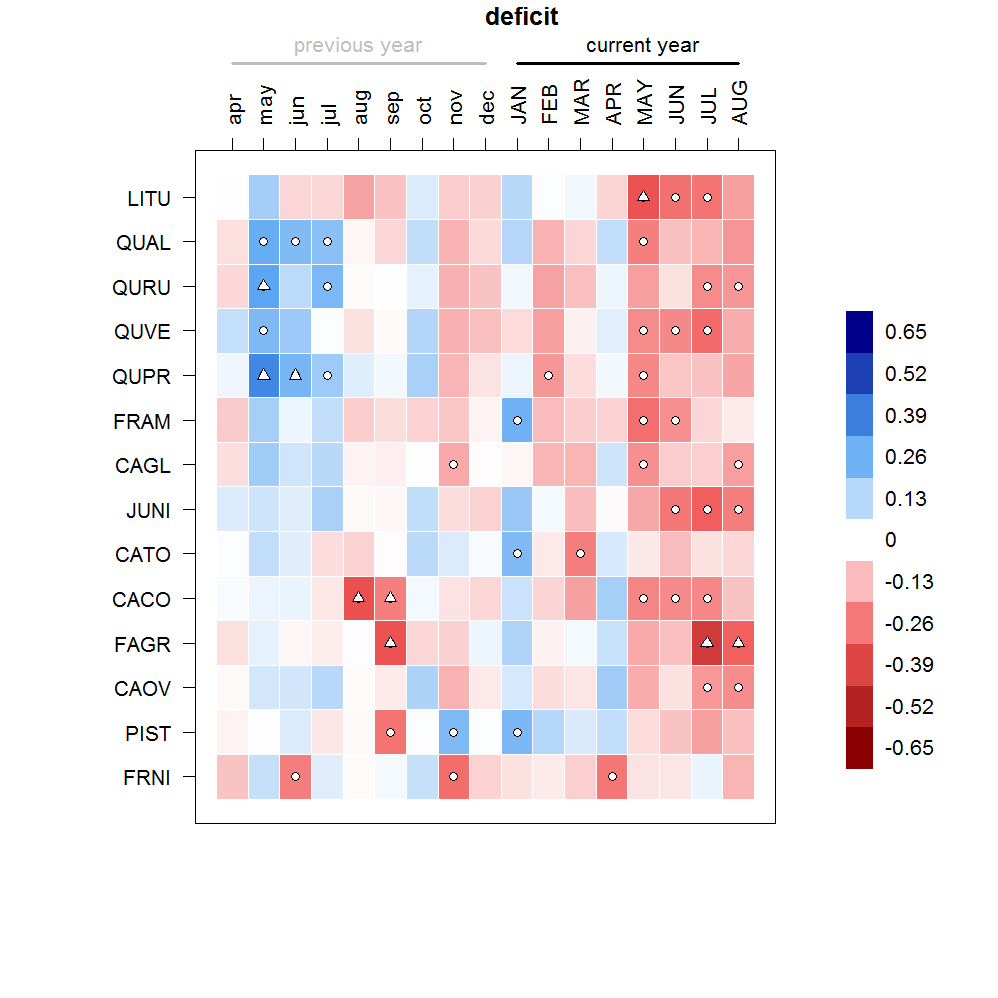 deficit
previous year current year
apr may jun jul aug sep oct nov dec JAN FEB MAR APR MAY JUN JUL AUG
LITU
QUAL
QURU
QUVE
QUPR
FRAM
CAGL
JUNI
CATO
CACO
FAGR
CAOV
PIST
FRNI
0.65
0.52
0.39
0.26
0.13
0
-0.13
-0.26
-0.39
-0.52
-0.65